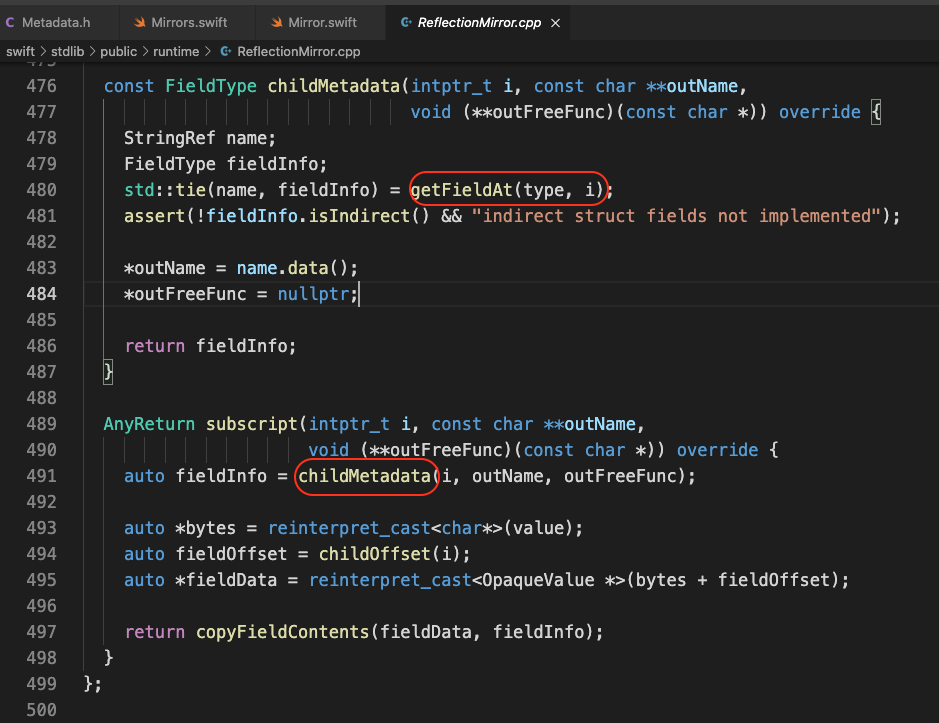 Metadata.h Mirrors.swift Mirror.swift ReflectionMirror.cpp
swift > stdlib > public > runtime > ReflectionMirror.cpp
475
476 const FieldType childMetadata(intptr_t i, const char **outName,
477 void (**outFreeFunc)(const char *)) override {
478 StringRef name;
479 FieldType fieldInfo;
480 std::tie(name, fieldInfo) = getFieldAt(type, i);
481 assert(!fieldInfo.isIndirect() && "indirect struct fields not implemented");
482
483 *outName = name.data();
484 *outFreeFunc = nullptr;
485
486 return fieldInfo;
487 }
488
489 AnyReturn subscript(intptr_t i, const char **outName,
490 void (**outFreeFunc)(const char *)) override {
491 auto fieldInfo = childMetadata(i, outName, outFreeFunc);
492
493 auto *bytes = reinterpret_cast<char*>(value);
494 auto fieldOffset = childOffset(i);
495 auto *fieldData = reinterpret_cast<OpaqueValue *>(bytes + fieldOffset);
496
497 return copyFieldContents(fieldData, fieldInfo);
498 }
499 };
500